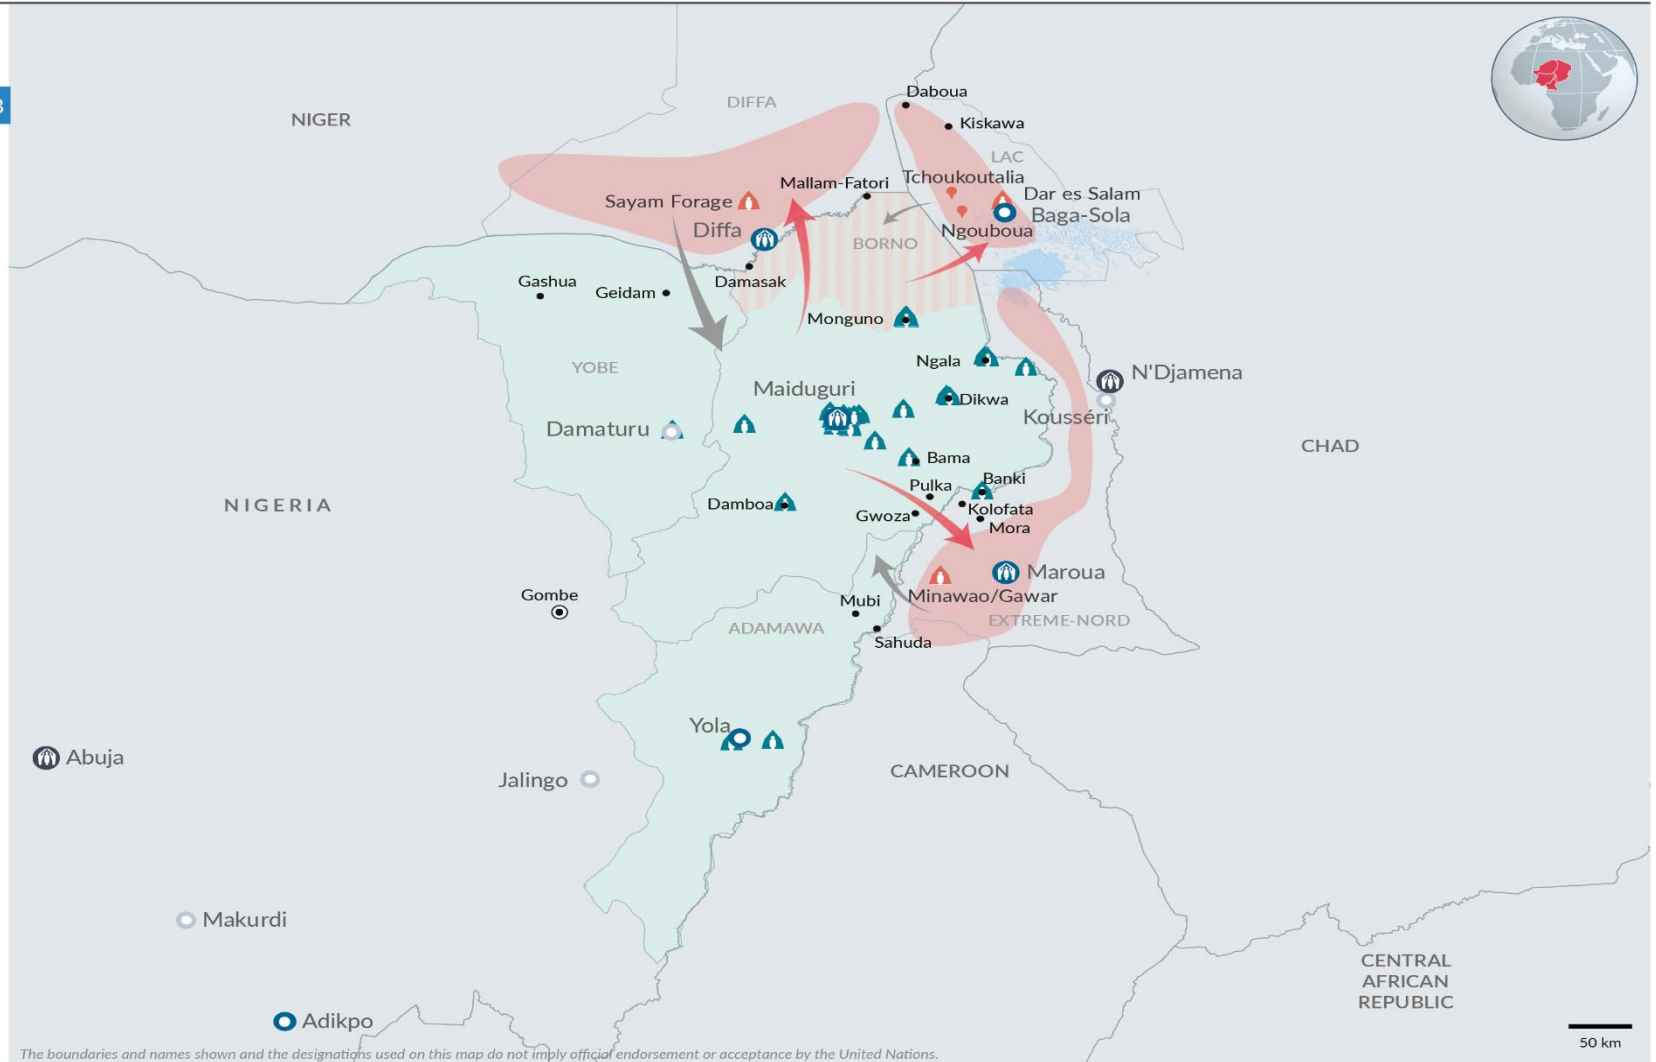 3
Daboua
DIFFA
NIGER
Kiskawa
LAC
Tchoukoutalia
Mallam-Fatori
Dar es Salam
Sayam Forage
Baga-Sola
Diffa
Ngouboua
BORNO
Damasak
Gashua
Geidam
Monguno
Ngala
YOBE
N'Djamena
Maiduguri
Dikwa
Kousséri
Damaturu
CHAD
Bama
Banki
Pulka
NIGERIA
Damboa
Kolofata
Gwoza
Mora
Maroua
Gombe
Minawao/Gawar
Mubi
EXTREME-NORD
ADAMAWA
Sahuda
Yola
Abuja
CAMEROON
Jalingo
Makurdi
CENTRAL
AFRICAN
REPUBLIC
Adikpo
50 km
The boundaries and names shown and the designations used on this map do not imply official endorsement or acceptance by the United Nations.